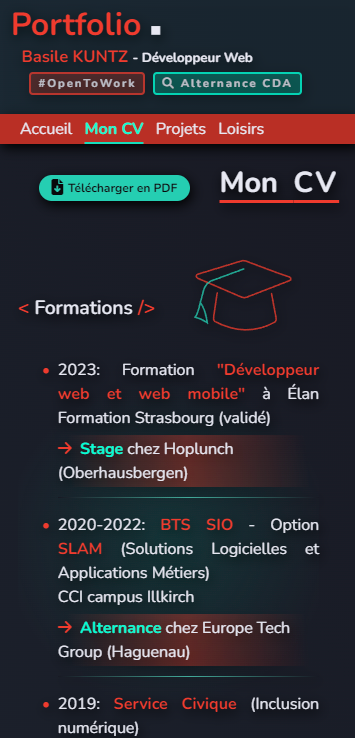 Portfolio .
Basile KUNTZ - Développeur Web
#OpenToWork Alternance CDA
Accueil Mon CV Projets Loisirs
Télécharger en PDF
Mon CV
< Formations />
• 2023: Formation "Développeur
web et web mobile" à Élan
Formation Strasbourg (validé)
→ Stage chez Hoplunch
(Oberhausbergen)
• 2020-2022: BTS SIO - Option
SLAM (Solutions Logicielles et
Applications Métiers)
CCI campus Illkirch
→ Alternance chez Europe Tech
Group (Haguenau)
• 2019: Service Civique (Inclusion
numérique)